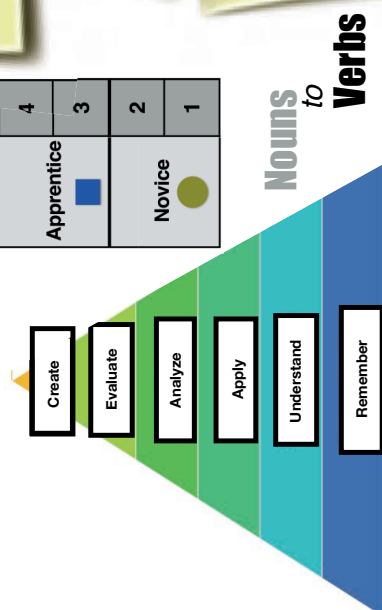 4
Apprentice
3
2
Novice
1
Nouns
to
Verbs
Create
Evaluate
Analyze
Apply
Understand
Remember